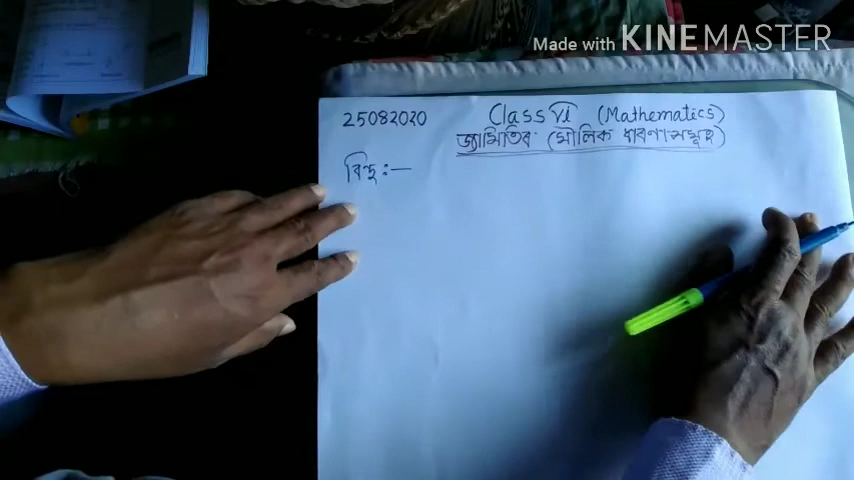 Made with KINEMASTER
25082020 Class VI (Mathematics)
জ্যামিতিৰ (মৌলিক ধাৰণাসমূহ)
বিন্দু :—